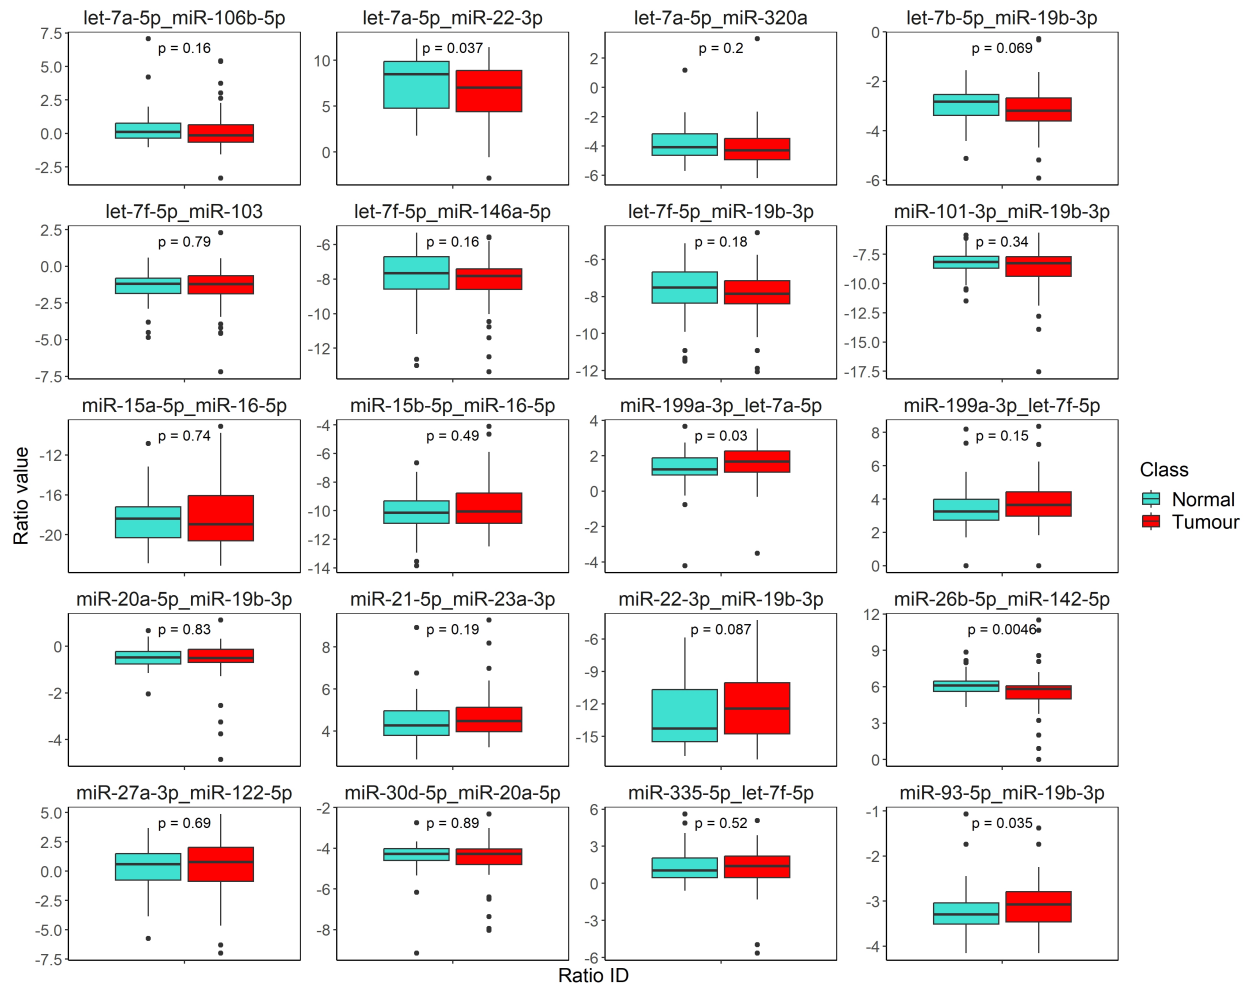 let-7a-5p_miR-106b-5p
let-7a-5p_miR-22-3p
let-7a-5p_miR-320a
let-7b-5p_miR-19b-3p
7.5
5.0
2.5
0.0
-2.5
p = 0.16
10
5
0
p = 0.037
2
0
-2
-4
-6
p = 0.2
0
-2
-4
-6
p = 0.069
let-7f-5p_miR-103
let-7f-5p_miR-146a-5p
let-7f-5p_miR-19b-3p
miR-101-3p_miR-19b-3p
2.5
0.0
-2.5
-5.0
-7.5
p = 0.79
-6
-8
-10
-12
p = 0.16
-6
-8
-10
-12
p = 0.18
-7.5
-10.0
-12.5
-15.0
-17.5
p = 0.34
miR-15a-5p_miR-16-5p
miR-15b-5p_miR-16-5p
miR-199a-3p_let-7a-5p
miR-199a-3p_let-7f-5p
-12
-16
-20
p = 0.74
-4
-6
-8
-10
-12
-14
p = 0.49
4
2
0
-2
-4
p = 0.03
8
6
4
2
0
p = 0.15
miR-20a-5p_miR-19b-3p
miR-21-5p_miR-23a-3p
miR-22-3p_miR-19b-3p
miR-26b-5p_miR-142-5p
0
-2
-4
p = 0.83
8
6
4
p = 0.19
-6
-9
-12
-15
p = 0.087
12
9
6
3
0
p = 0.0046
miR-27a-3p_miR-122-5p
miR-30d-5p_miR-20a-5p
miR-335-5p_let-7f-5p
miR-93-5p_miR-19b-3p
5.0
2.5
0.0
-2.5
-5.0
-7.5
p = 0.69
-2
-4
-6
-8
p = 0.89
6
3
0
-3
-6
p = 0.52
-1
-2
-3
-4
p = 0.035
Ratio value
Ratio ID
Class
Normal
Tumour